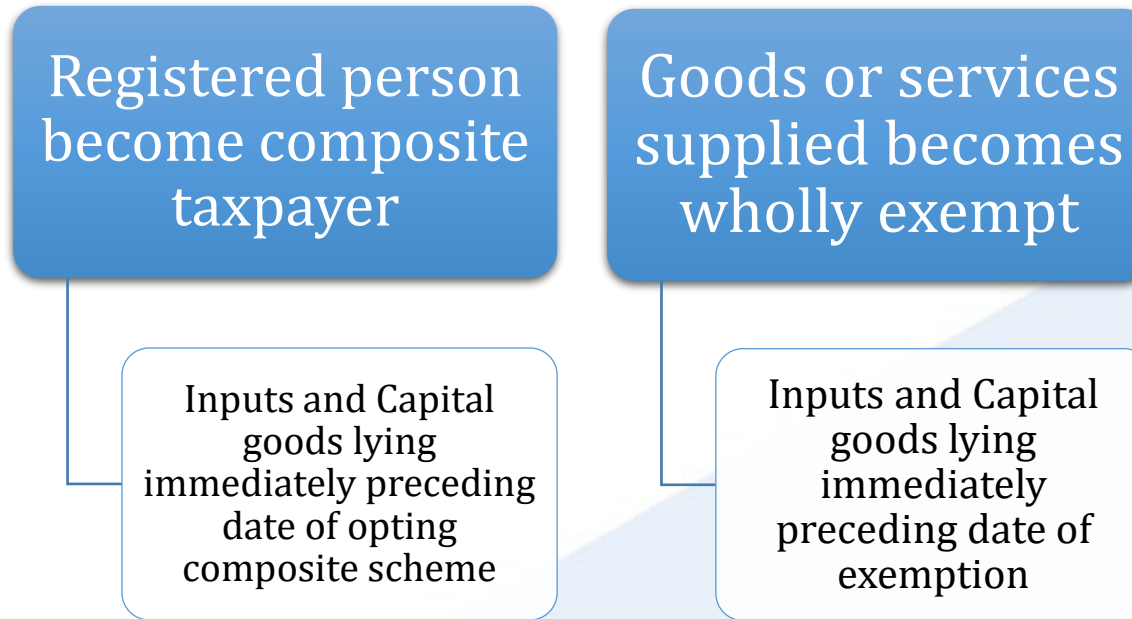 Registered person
become composite
taxpayer
Inputs and Capital
goods lying
immediately preceding
date of opting
composite scheme
Goods or services
supplied becomes
wholly exempt
Inputs and Capital
goods lying
immediately
preceding date of
exemption